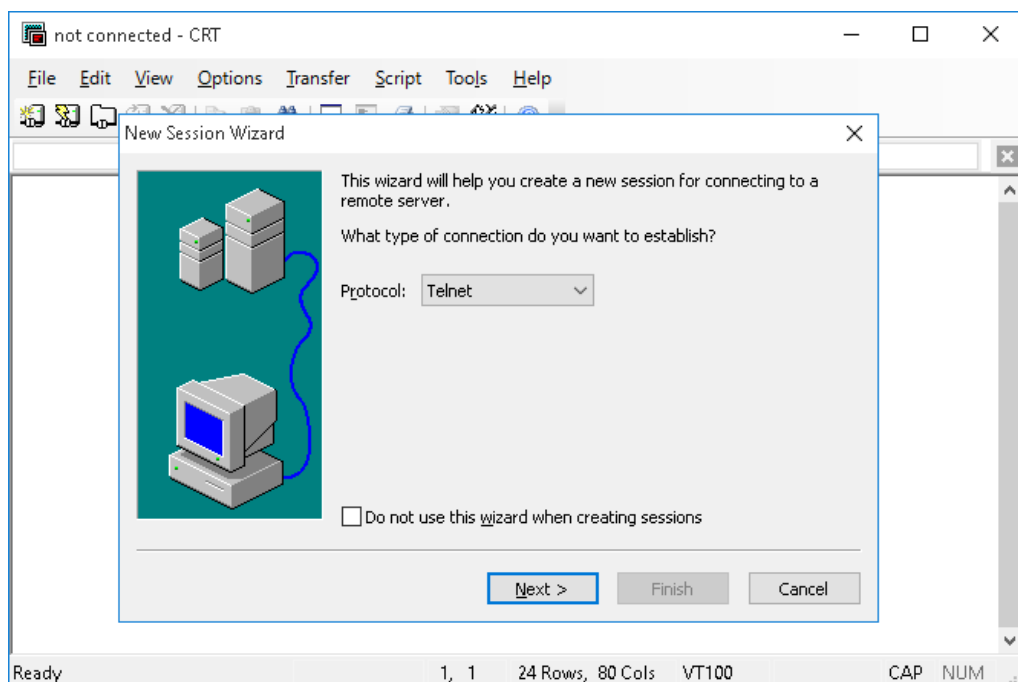 not connected - CRT
File Edit View Options Transfer Script Tools Help
New Session Wizard
This wizard will help you create a new session for connecting to a
remote server.
What type of connection do you want to establish?
Protocol: Telnet
Do not use this wizard when creating sessions
Next > Finish Cancel
Ready 1, 1 24 Rows, 80 Cols VT100 CAP NUM